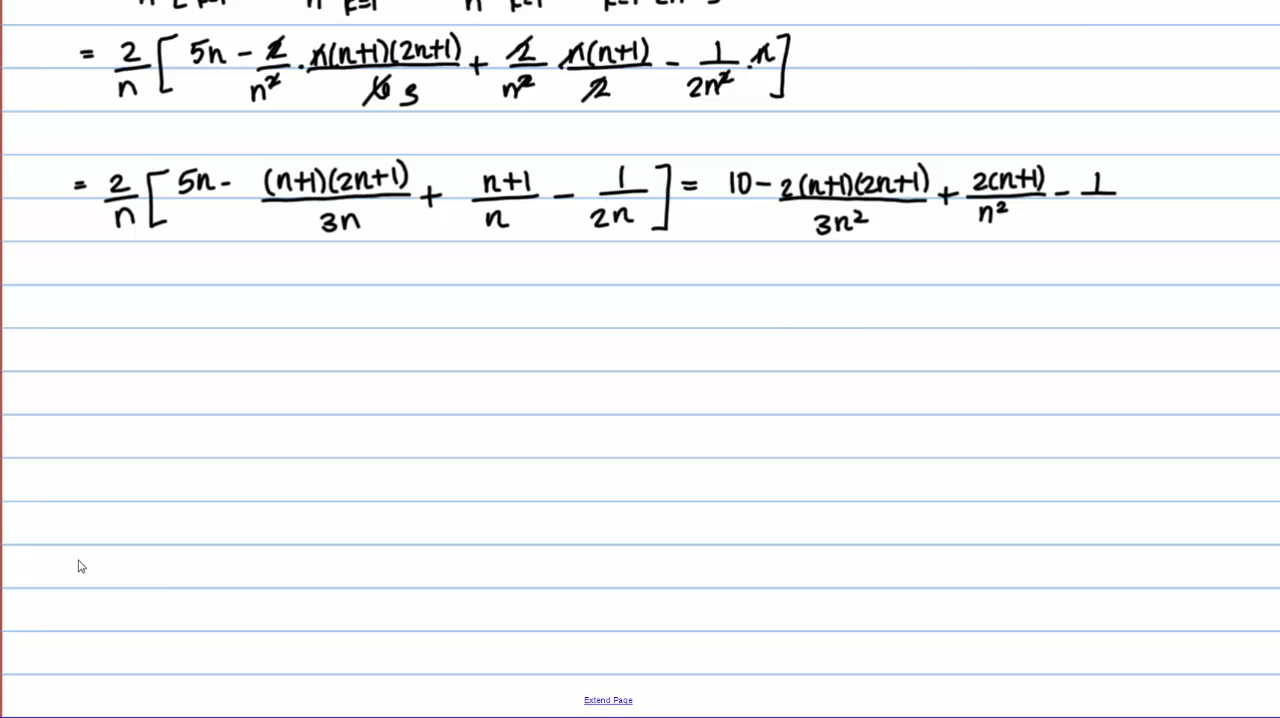 = 2/n [ 5n - 2/n² · n(n+1)(2n+1)/6 3 + 2/n² n(n+1)/2 - 1/2n² · n ]
= 2/n [ 5n - (n+1)(2n+1)/3n + n+1/n - 1/2n ] = 10 - 2(n+1)(2n+1)/3n² + 2(n+1)/n² - 1/
Extend Page